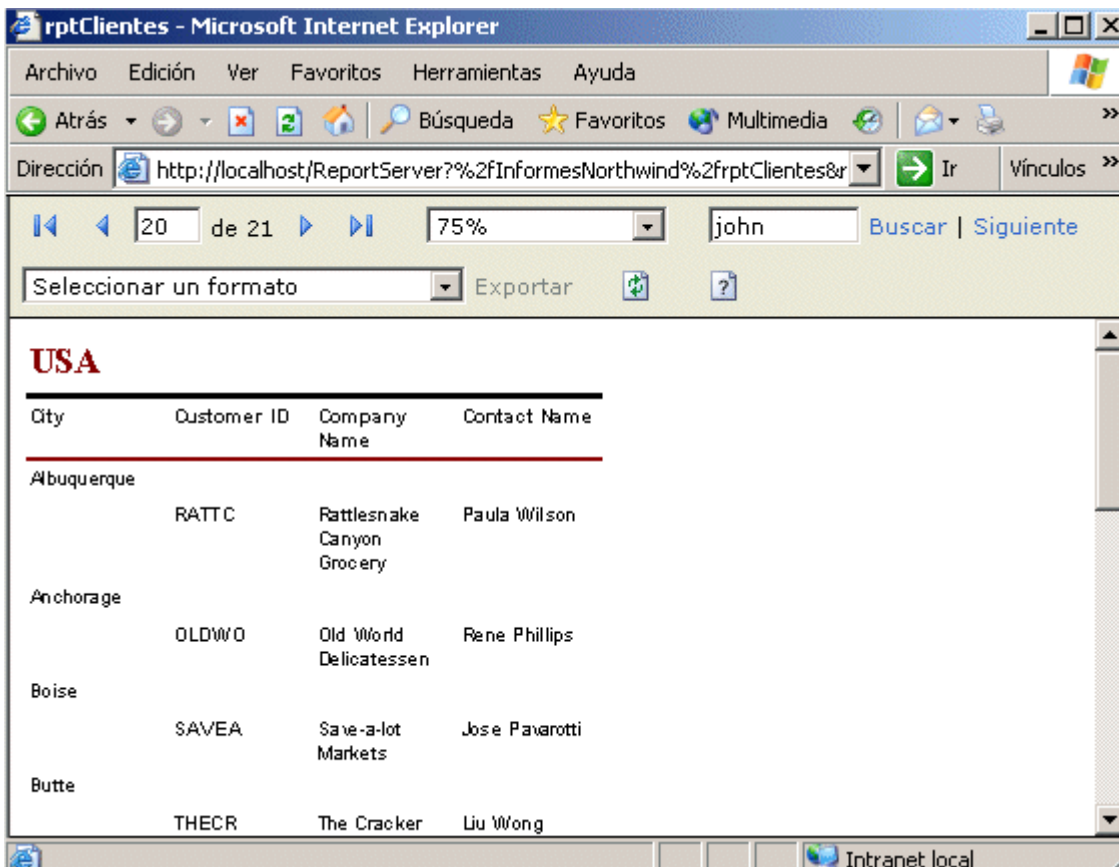 rptClientes - Microsoft Internet Explorer
Archivo Edición Ver Favoritos Herramientas Ayuda
Atrás Búsqueda Favoritos Multimedia »
Dirección http://localhost/ReportServer?%2fInformesNorthwind%2frptClientes&r Ir Vínculos »
20 de 21 75% john Buscar | Siguiente
Seleccionar un formato Exportar ?
USA
City Customer ID Company Contact Name
Name
Albuquerque
RATTC Rattlesnake Paula Wilson
Canyon
Grocery
Anchorage
OLDWO Old World Rene Phillips
Delicatessen
Boise
SAVEA Save-a-lot Jose Pavarotti
Markets
Butte
THECR The Cracker Liu Wong
Intranet local